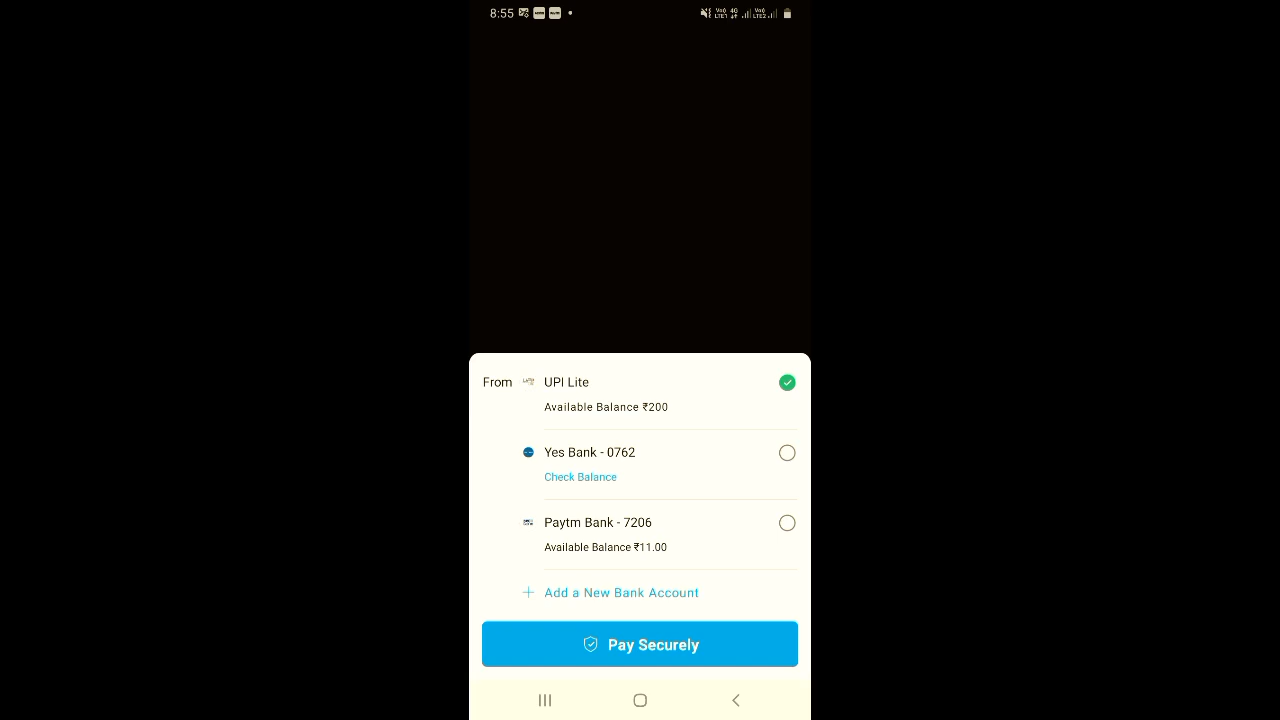 8:55
From UPI Lite
Available Balance ₹200
Yes Bank - 0762
Check Balance
Paytm Bank - 7206
Available Balance ₹11.00
Add a New Bank Account
Pay Securely